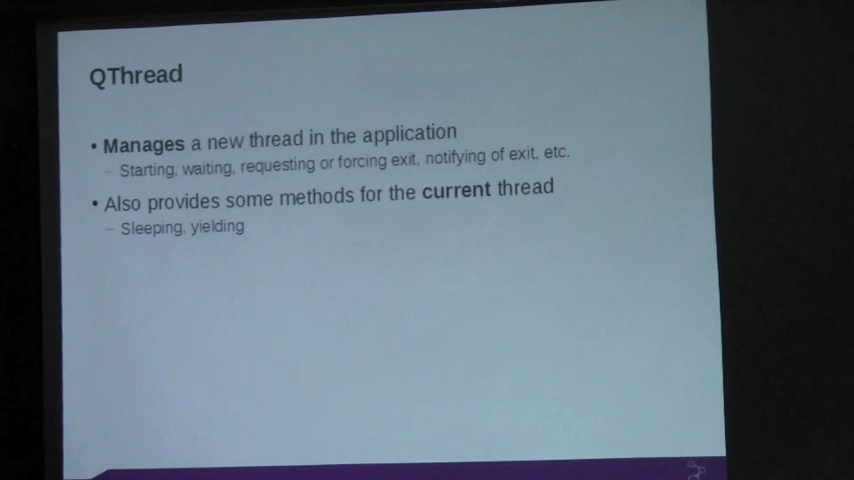 QThread
• Manages a new thread in the application
– Starting, waiting, requesting or forcing exit, notifying of exit, etc.
• Also provides some methods for the current thread
– Sleeping, yielding